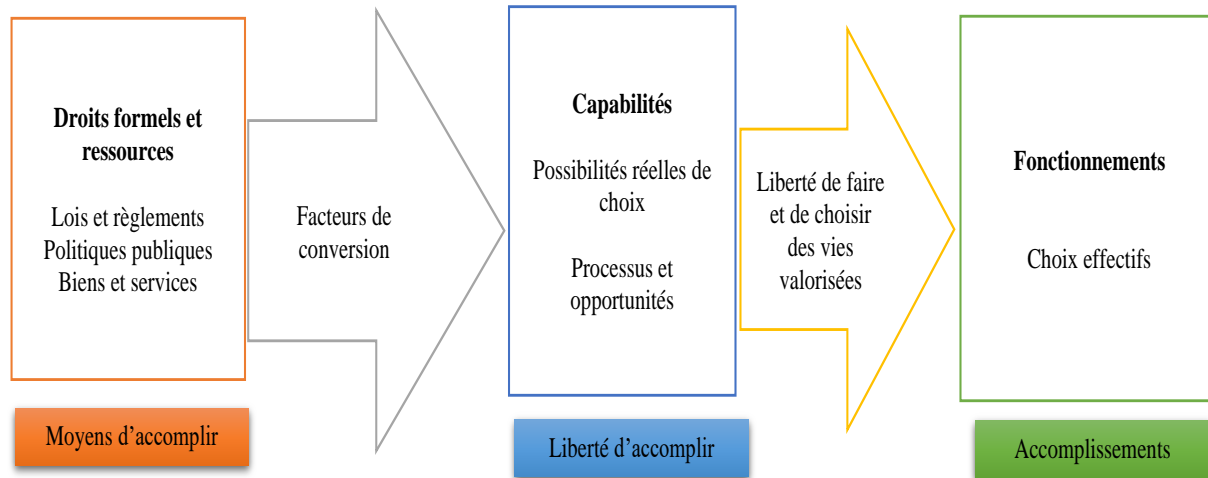 Droits formels et
ressources
Lois et règlements
Politiques publiques
Biens et services
Moyens d'accomplir
Facteurs de
conversion
Capabilités
Possibilités réelles de
choix
Processus et
opportunités
Liberté d'accomplir
Liberté de faire
et de choisir
des vies
valorisées
Fonctionnements
Choix effectifs
Accomplissements